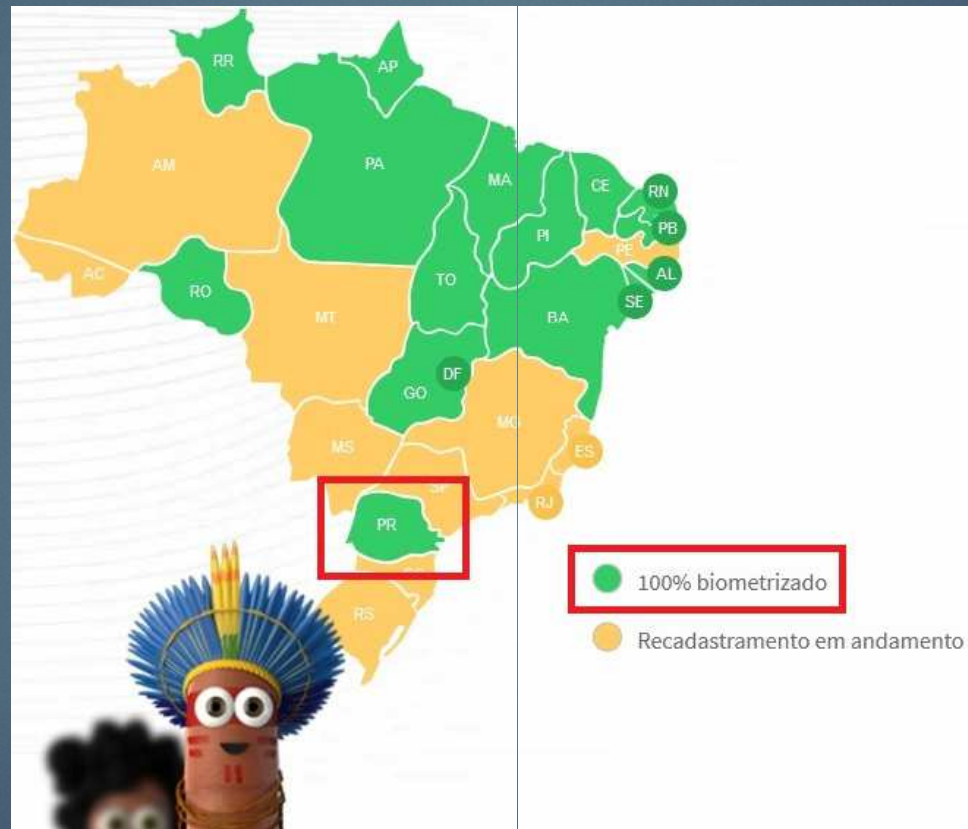 RR
AP
AM
PA
MA
CE
RN
PI
PB
PE
AC
RO
TO
AL
SE
MT
BA
DF
GO
MG
MS
ES
SP
RJ
PR
100% biometrizado
RS
Recadastramento em andamento